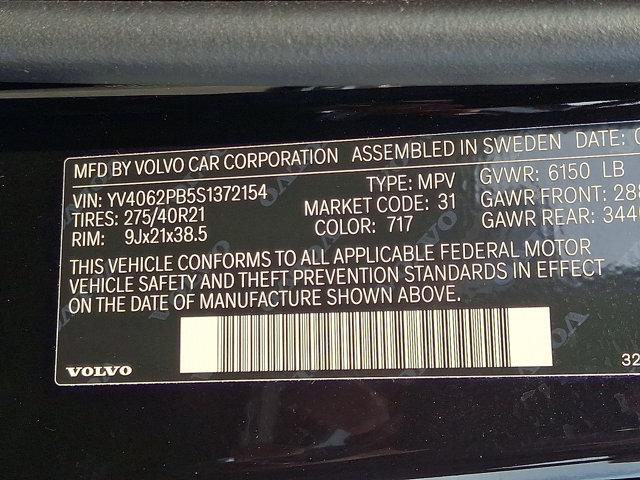 MFD BY VOLVO CAR CORPORATION ASSEMBLED IN SWEDEN DATE:
VIN: YV4062PB5S1372154 TYPE: MPV GVWR: 6150 LB
TIRES: 275/40R21 MARKET CODE: 31 GAWR FRONT:
RIM: 9Jx21x38.5 COLOR: 717 GAWR REAR:
THIS VEHICLE CONFORMS TO ALL APPLICABLE FEDERAL MOTOR
VEHICLE SAFETY AND THEFT PREVENTION STANDARDS IN EFFECT
ON THE DATE OF MANUFACTURE SHOWN ABOVE.
VOLVO